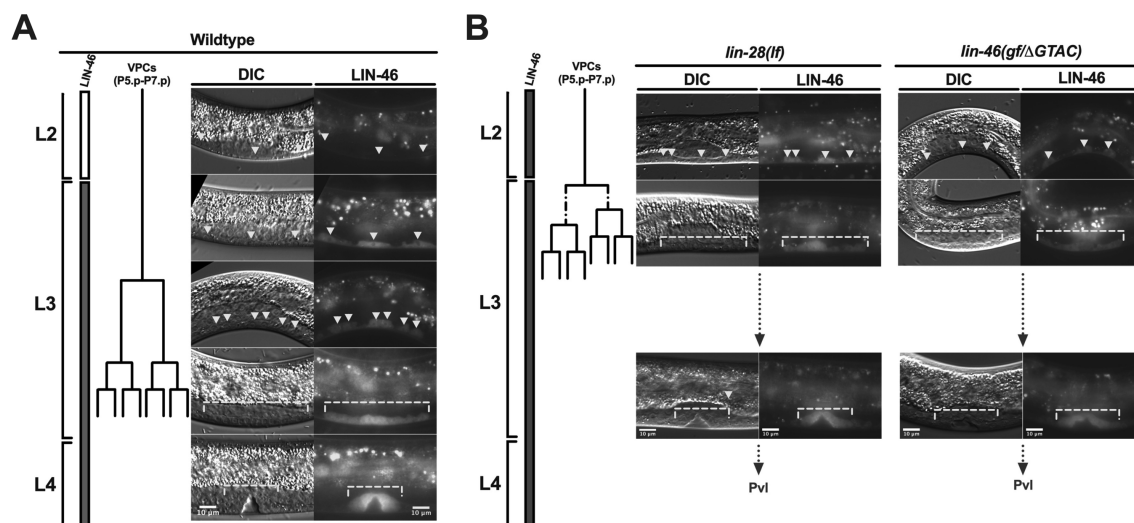 A
Wildtype
LIN-46
VPCs
(P5.p-P7.p)
DIC
LIN-46
L2
L3
L4
10 µm
10 µm
B
lin-28(lf)
lin-46(gf/ΔGTAC)
LIN-46
VPCs
(P5.p-P7.p)
DIC
LIN-46
DIC
LIN-46
L2
L3
L4
10 µm
10 µm
10 µm
10 µm
Pvl
Pvl